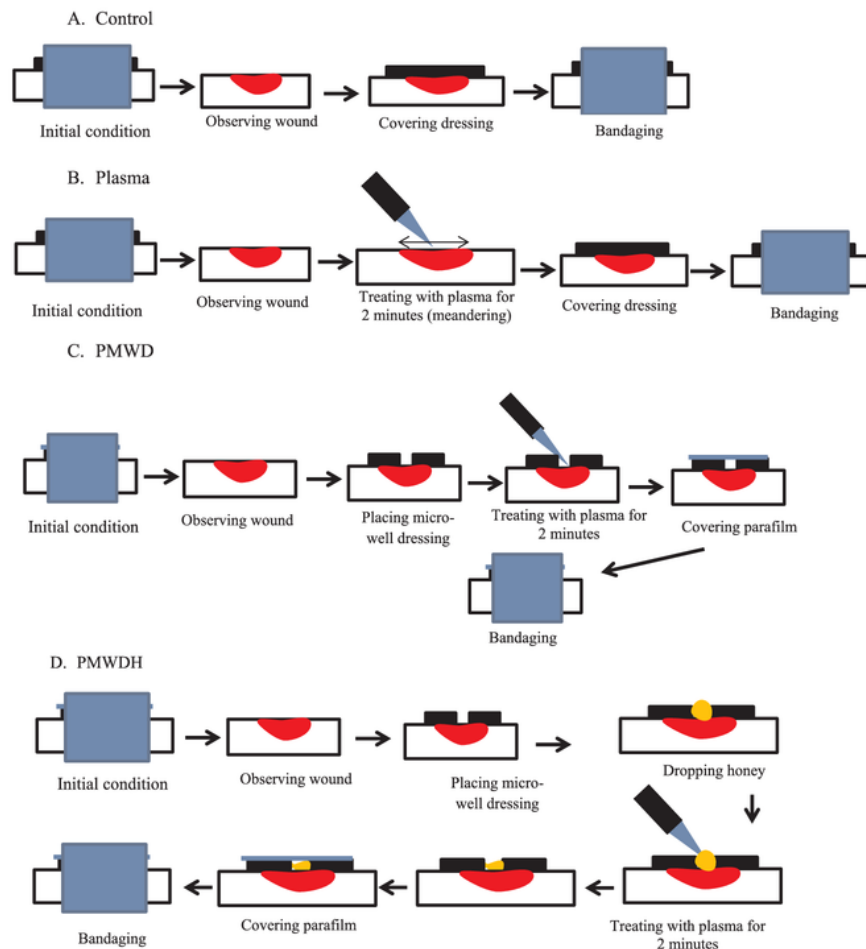 A. Control
Initial condition
Observing wound
Covering dressing
Bandaging
B. Plasma
Initial condition
Observing wound
Treating with plasma for
2 minutes (meandering)
Covering dressing
Bandaging
C. PMWD
Initial condition
Observing wound
Placing micro-
well dressing
Treating with plasma for
2 minutes
Covering parafilm
Bandaging
D. PMWDH
Initial condition
Observing wound
Placing micro-
well dressing
Dropping honey
Treating with plasma for
2 minutes
Covering parafilm
Bandaging